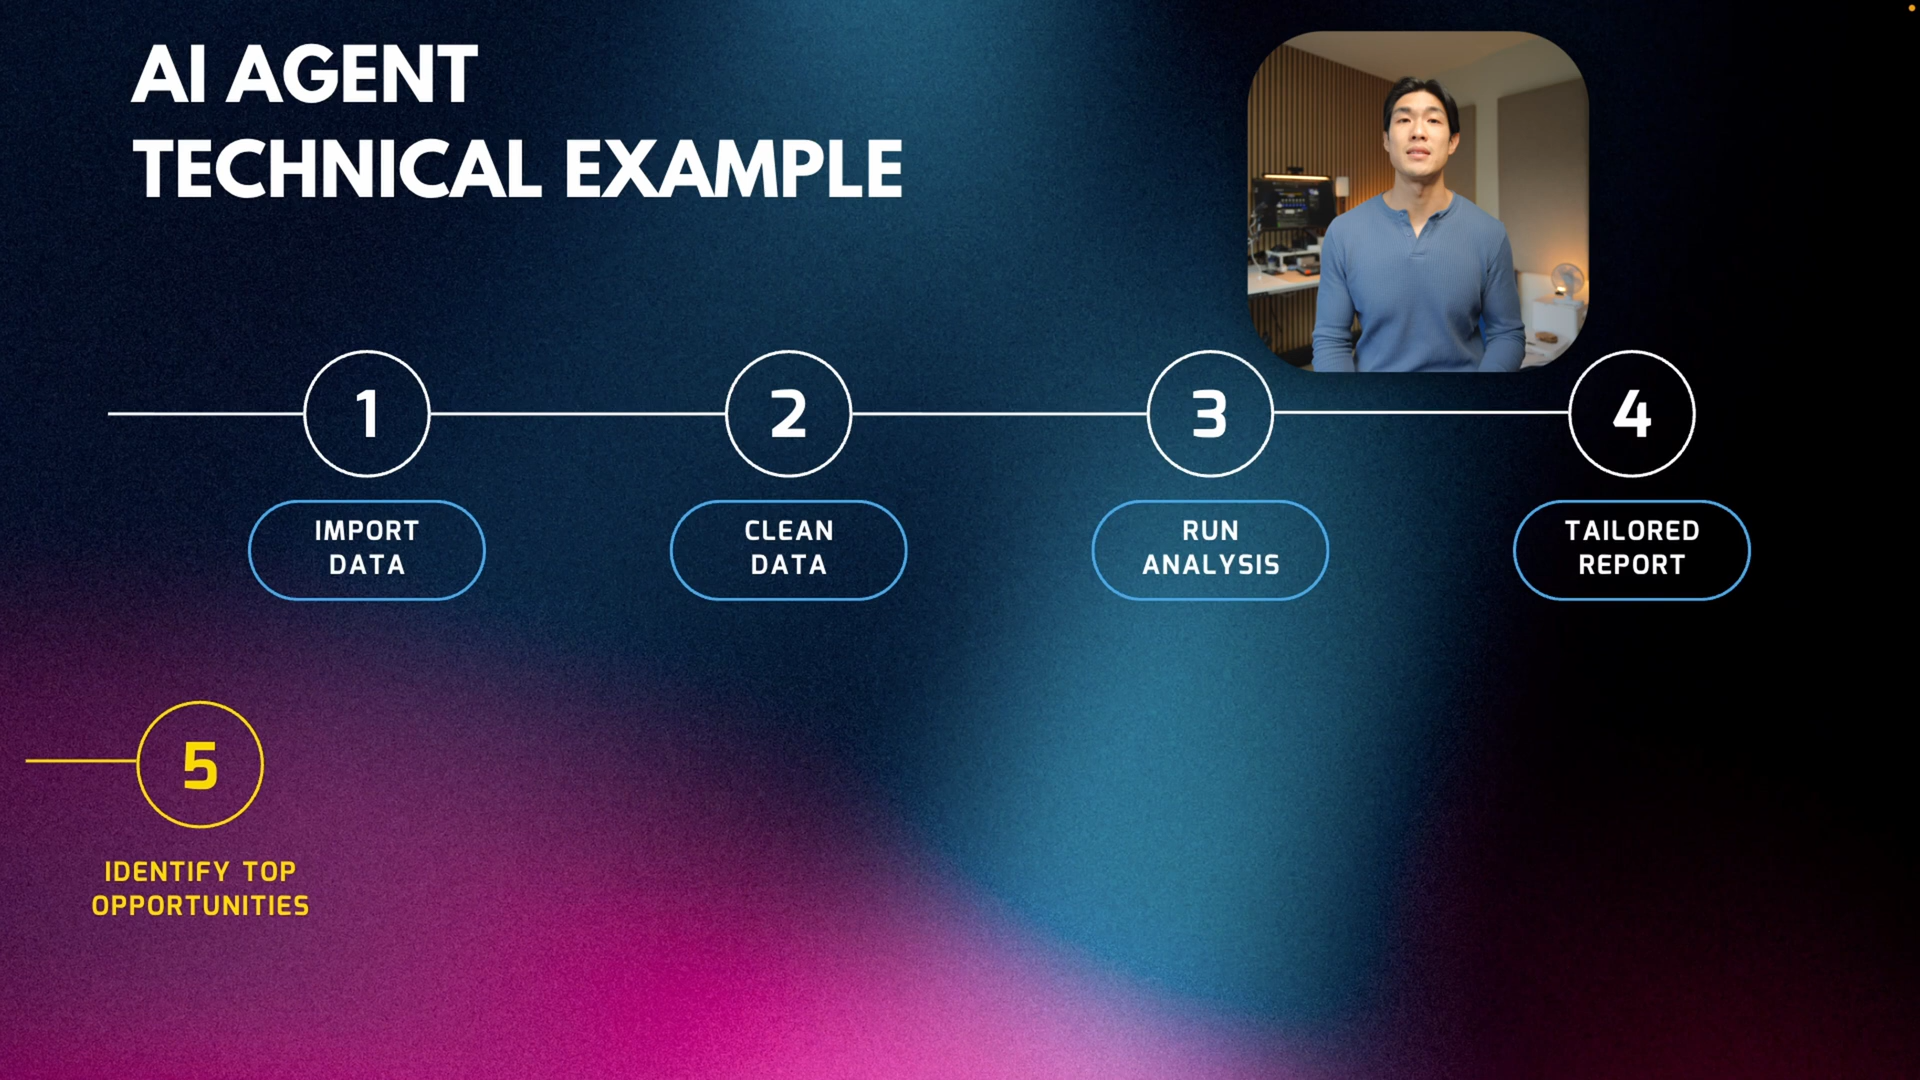 AI AGENT
TECHNICAL EXAMPLE
1
2
3
4
IMPORT
DATA
CLEAN
DATA
RUN
ANALYSIS
TAILORED
REPORT
5
IDENTIFY TOP
OPPORTUNITIES